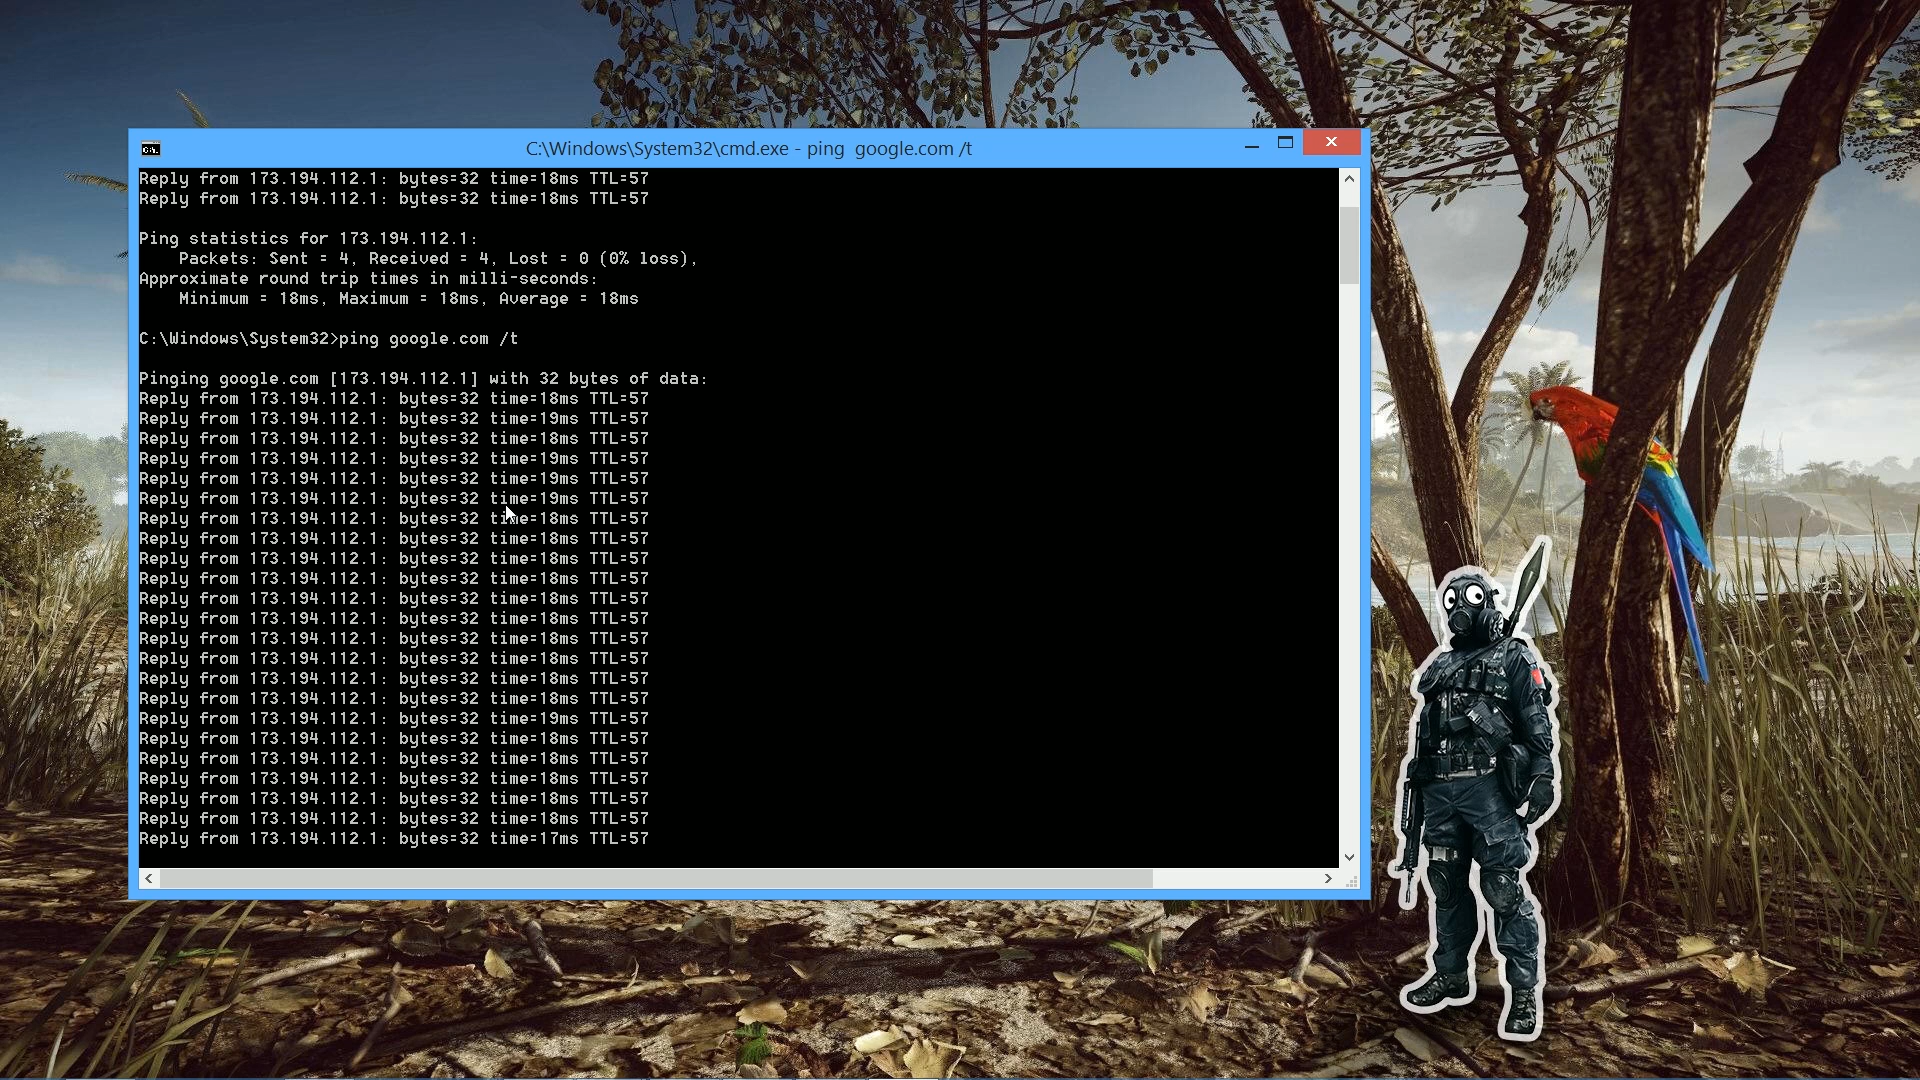 C:\Windows\System32\cmd.exe - ping  google.com /t
Reply from 173.194.112.1: bytes=32 time=18ms TTL=57
Reply from 173.194.112.1: bytes=32 time=18ms TTL=57
Ping statistics for 173.194.112.1:
    Packets: Sent = 4, Received = 4, Lost = 0 (0% loss),
Approximate round trip times in milli-seconds:
    Minimum = 18ms, Maximum = 18ms, Average = 18ms
C:\Windows\System32>ping google.com /t
Pinging google.com [173.194.112.1] with 32 bytes of data:
Reply from 173.194.112.1: bytes=32 time=18ms TTL=57
Reply from 173.194.112.1: bytes=32 time=19ms TTL=57
Reply from 173.194.112.1: bytes=32 time=18ms TTL=57
Reply from 173.194.112.1: bytes=32 time=19ms TTL=57
Reply from 173.194.112.1: bytes=32 time=19ms TTL=57
Reply from 173.194.112.1: bytes=32 time=19ms TTL=57
Reply from 173.194.112.1: bytes=32 time=18ms TTL=57
Reply from 173.194.112.1: bytes=32 time=18ms TTL=57
Reply from 173.194.112.1: bytes=32 time=18ms TTL=57
Reply from 173.194.112.1: bytes=32 time=18ms TTL=57
Reply from 173.194.112.1: bytes=32 time=18ms TTL=57
Reply from 173.194.112.1: bytes=32 time=18ms TTL=57
Reply from 173.194.112.1: bytes=32 time=18ms TTL=57
Reply from 173.194.112.1: bytes=32 time=18ms TTL=57
Reply from 173.194.112.1: bytes=32 time=18ms TTL=57
Reply from 173.194.112.1: bytes=32 time=18ms TTL=57
Reply from 173.194.112.1: bytes=32 time=19ms TTL=57
Reply from 173.194.112.1: bytes=32 time=18ms TTL=57
Reply from 173.194.112.1: bytes=32 time=18ms TTL=57
Reply from 173.194.112.1: bytes=32 time=18ms TTL=57
Reply from 173.194.112.1: bytes=32 time=18ms TTL=57
Reply from 173.194.112.1: bytes=32 time=18ms TTL=57
Reply from 173.194.112.1: bytes=32 time=17ms TTL=57